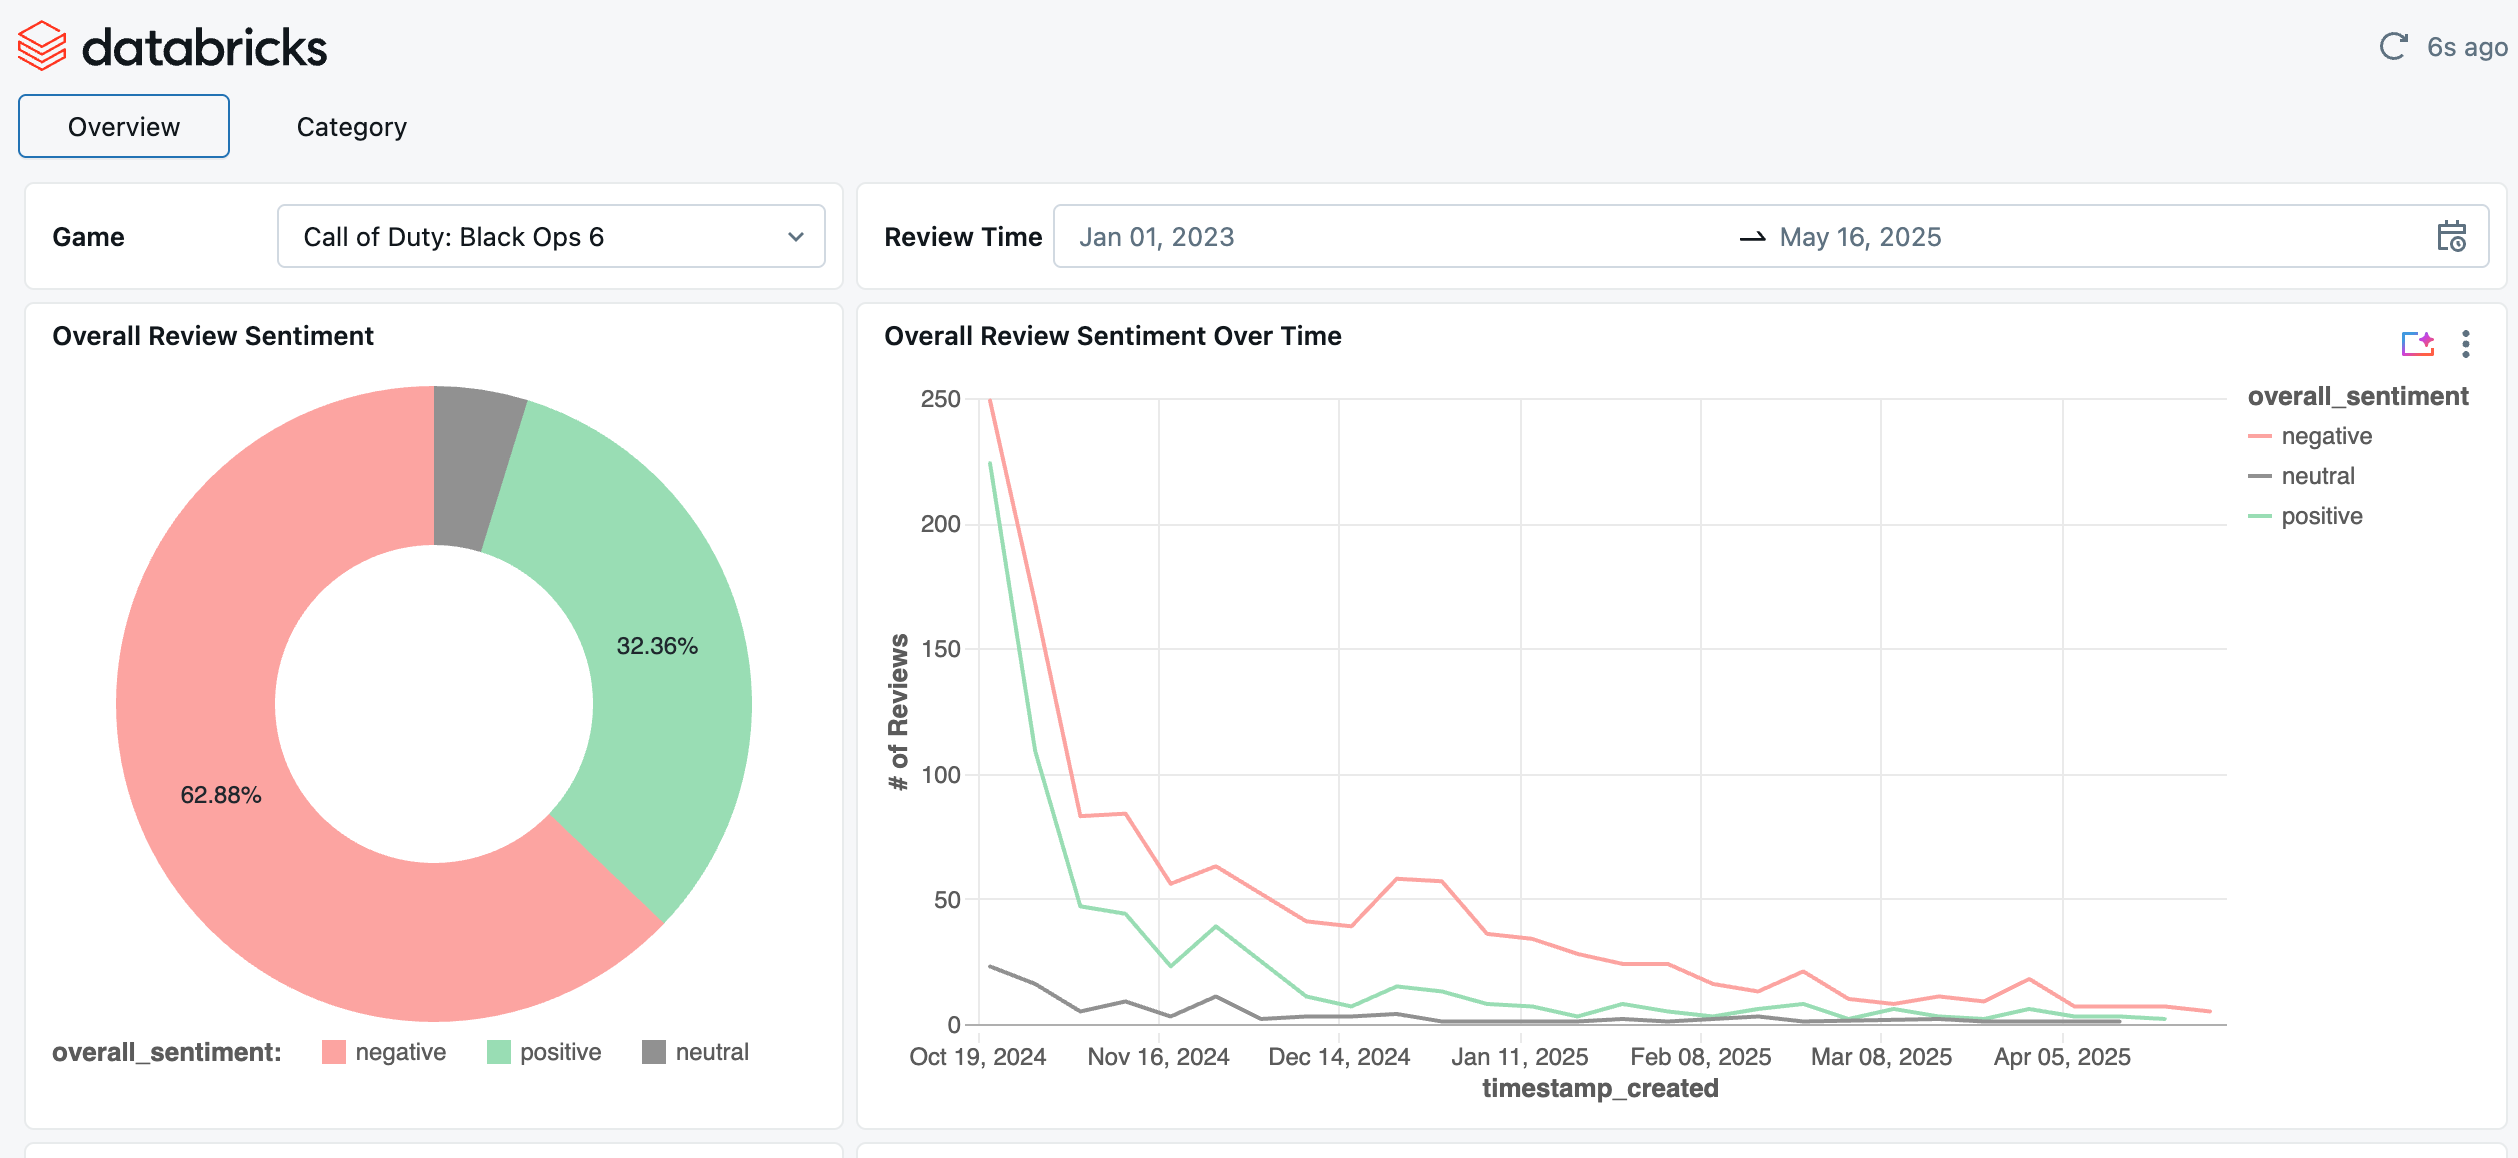 databricks
6s ago
Overview
Category
Game
Call of Duty: Black Ops 6
Review Time
Jan 01, 2023
May 16, 2025
Overall Review Sentiment
32.36%
62.88%
overall_sentiment:
negative
positive
neutral
Overall Review Sentiment Over Time
overall_sentiment
negative
neutral
positive
# of Reviews
250
200
150
100
50
0
Oct 19, 2024
Nov 16, 2024
Dec 14, 2024
Jan 11, 2025
Feb 08, 2025
Mar 08, 2025
Apr 05, 2025
timestamp_created